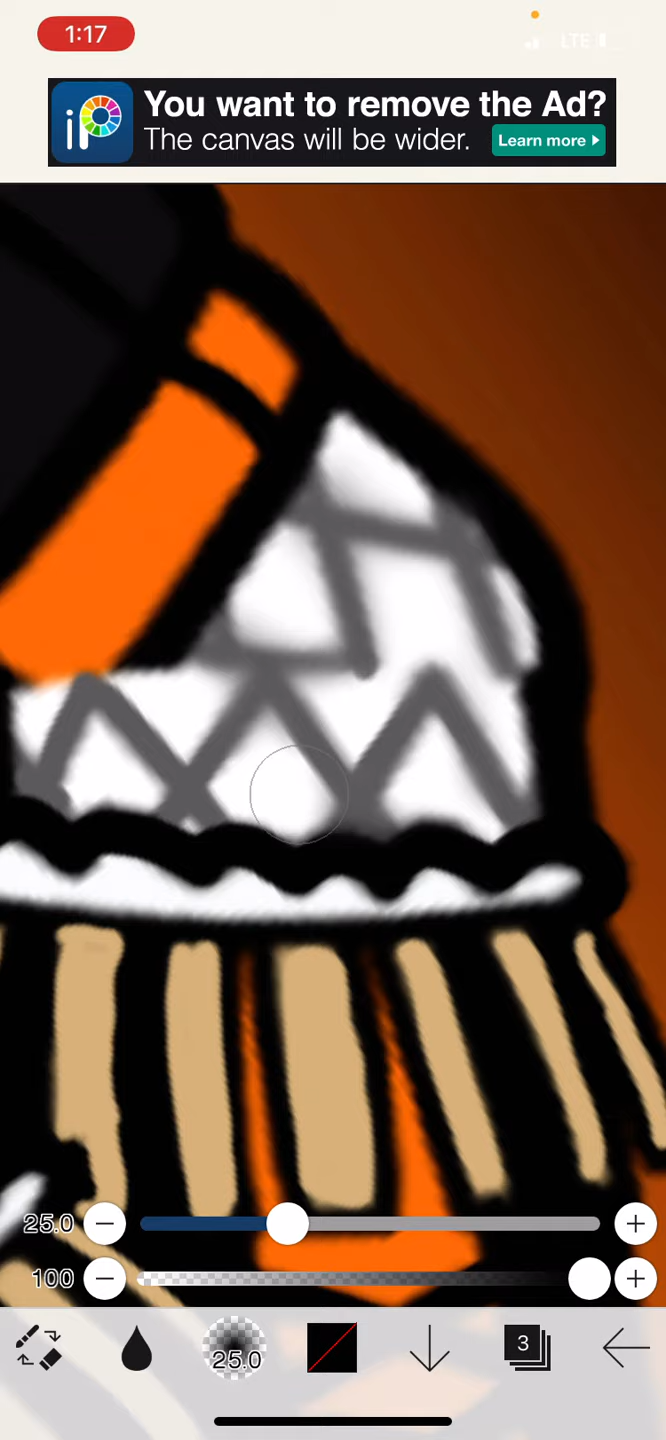 1:17
LTE
iP
You want to remove the Ad?
The canvas will be wider.
Learn more
25.0
100
25.0
3